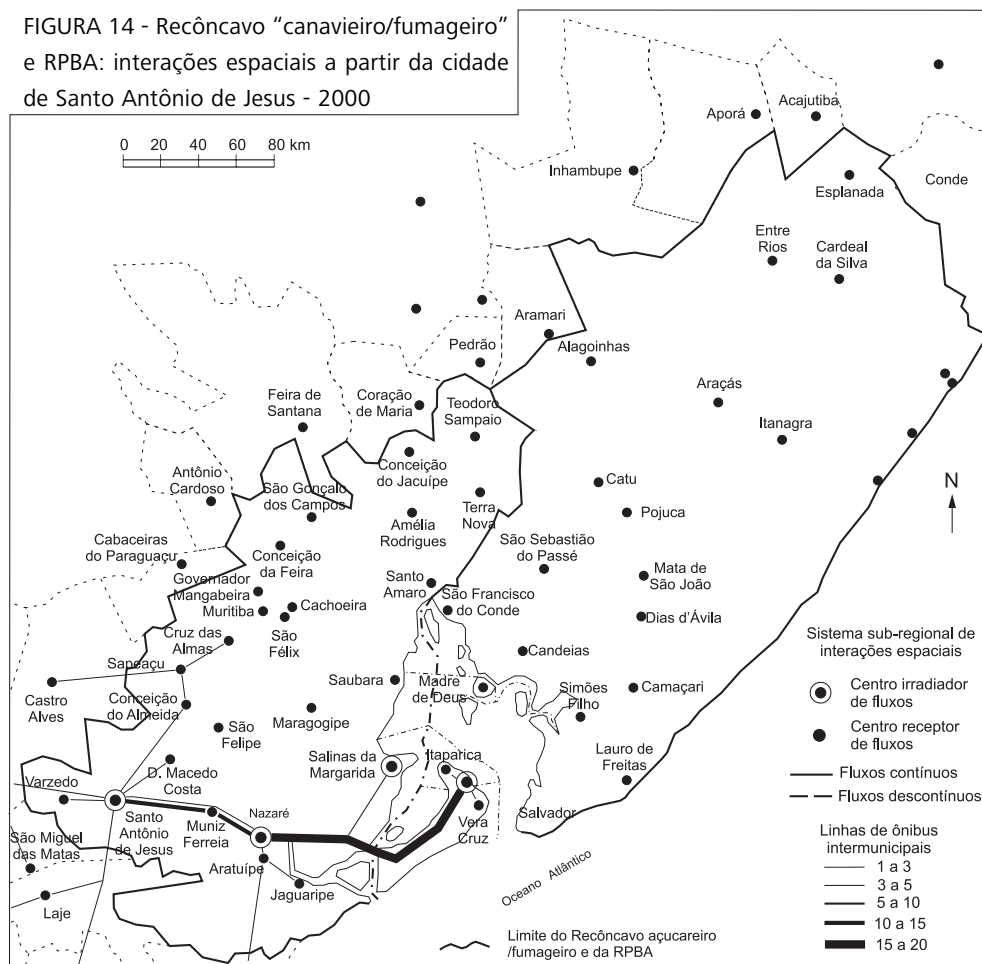 FIGURA 14 - Recôncavo “canavieiro/fumageiro”
e RPBA: interações espaciais a partir da cidade
de Santo Antônio de Jesus - 2000
0 20 40 60 80 km
Aporá
Acajutiba
Inhambupe
Esplanada
Conde
Entre
Rios
Cardeal
da Silva
Aramari
Alagoinhas
Pedrão
Araçás
Itanagra
Feira de
Santana
Coração
de Maria
Teodoro
Sampaio
Conceição
do Jacuípe
Antônio
Cardoso
São Gonçalo
dos Campos
Catu
N
Terra
Nova
Pojuca
Amélia
Rodrigues
Cabaceiras
do Paraguaçu
Conceição
da Feira
São Sebastião
do Passé
Governador
Mangabeira
Santo
Amaro
Mata de
São João
São Francisco
do Conde
Muritiba
Cachoeira
Dias d’Ávila
São
Félix
Cruz das
Almas
Sapeaçu
Candeias
Castro
Alves
Conceição
do Almeida
Saubara
Madre
de Deus
Simões
Filho
Camaçari
Maragogipe
São
Felipe
Salinas da
Margarida
Itaparica
Lauro de
Freitas
D. Macedo
Costa
Varzedo
Santo
Antônio
de Jesus
Muniz
Ferreia
Nazaré
Vera
Cruz
Salvador
São Miguel
das Matas
Aratuípe
Jaguaripe
Laje
Oceano Atlântico
Sistema sub-regional de
interações espaciais
Centro irradiador
de fluxos
Centro receptor
de fluxos
Fluxos contínuos
Fluxos descontínuos
Linhas de ônibus
intermunicipais
1 a 3
3 a 5
5 a 10
10 a 15
15 a 20
Limite do Recôncavo açucareiro
/fumageiro e da RPBA